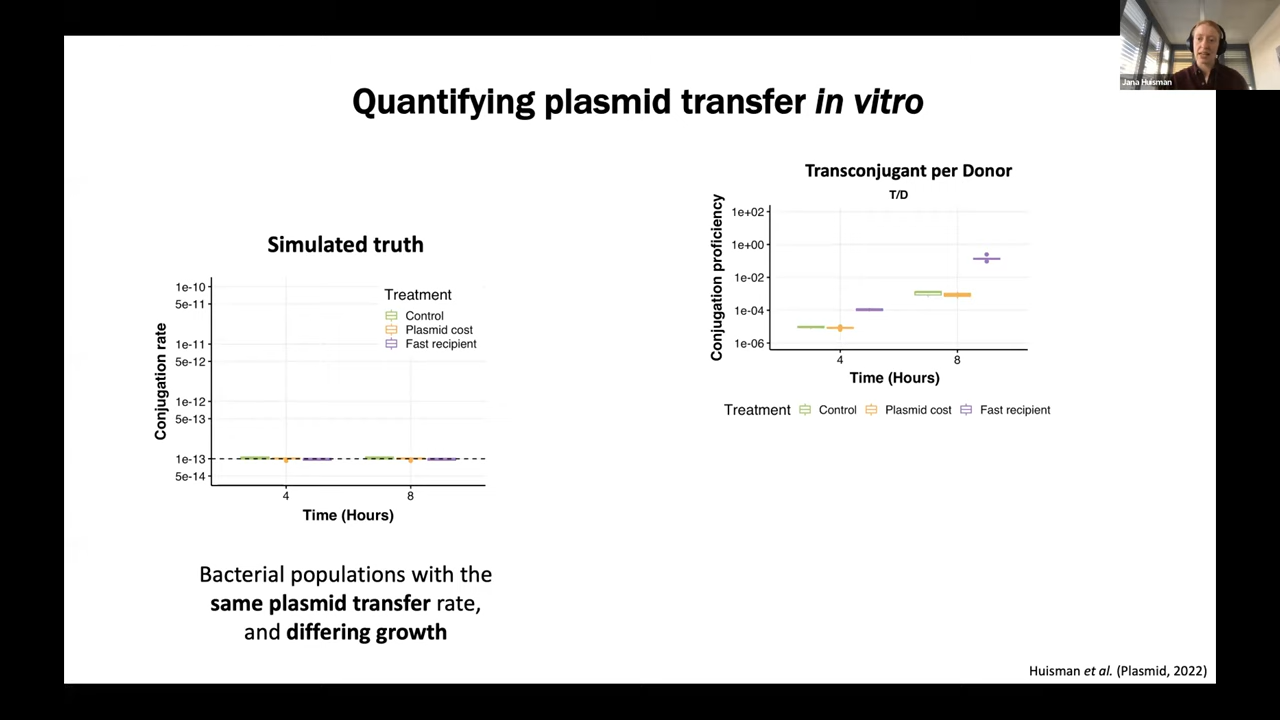 Jana Huisman
Quantifying plasmid transfer in vitro
Simulated truth
Conjugation rate
1e-10
5e-11
1e-11
5e-12
1e-12
5e-13
1e-13
5e-14
Treatment
Control
Plasmid cost
Fast recipient
4
8
Time (Hours)
Bacterial populations with the
same plasmid transfer rate,
and differing growth
Transconjugant per Donor
T/D
Conjugation proficiency
1e+02
1e+00
1e-02
1e-04
1e-06
4
8
Time (Hours)
Treatment Control Plasmid cost Fast recipient
Huisman et al. (Plasmid, 2022)